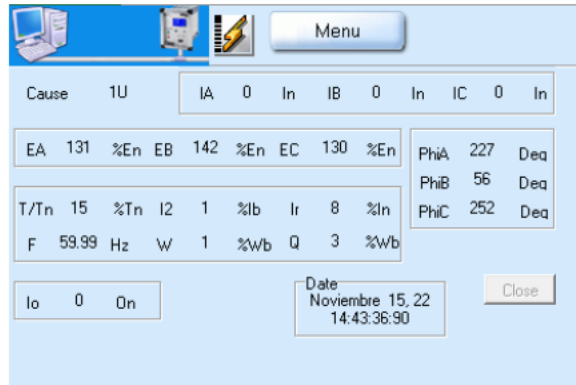 Menu
Cause 1U IA 0 In IB 0 In IC 0 In
EA 131 %En EB 142 %En EC 130 %En
PhiA 227 Deg
PhiB 56 Deg
PhiC 252 Deg
T/Tn 15 %Tn I2 1 %Ib Ir 8 %In
F 59.99 Hz W 1 %Wb Q 3 %Wb
Io 0 On
Date
Noviembre 15, 22
14:43:36:90
Close